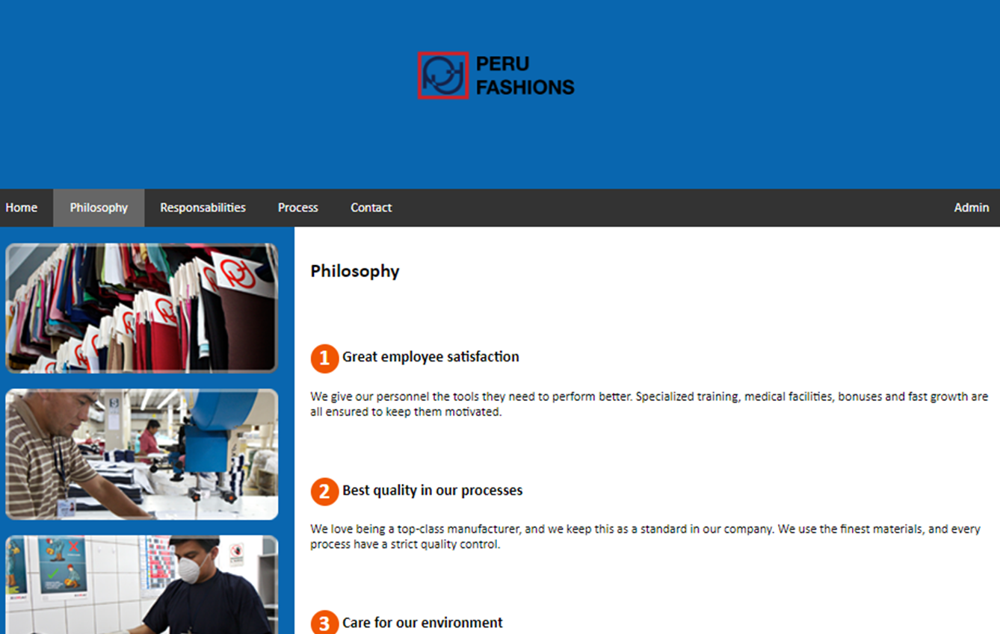 PERU
FASHIONS
Home Philosophy Responsabilities Process Contact Admin
Philosophy
1 Great employee satisfaction
We give our personnel the tools they need to perform better. Specialized training, medical facilities, bonuses and fast growth are
all ensured to keep them motivated.
2 Best quality in our processes
We love being a top-class manufacturer, and we keep this as a standard in our company. We use the finest materials, and every
process have a strict quality control.
3 Care for our environment